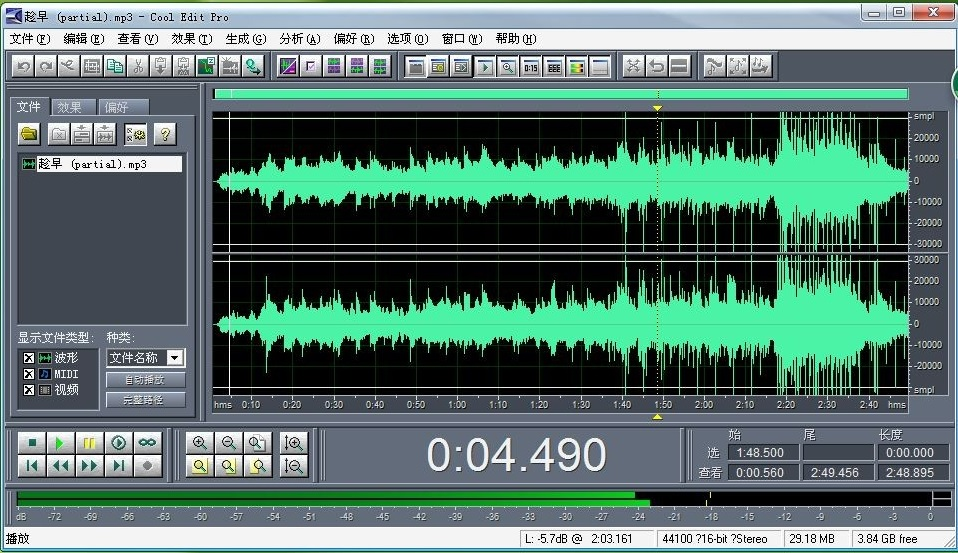 趁早 (partial).mp3 - Cool Edit Pro
文件(F) 编辑(E) 查看(V) 效果(T) 生成(G) 分析(A) 偏好(R) 选项(O) 窗口(W) 帮助(H)
文件 效果 偏好
趁早 (partial).mp3
显示文件类型: 种类:
波形 文件名称
MIDI 自动播放
视频 完整路径
smpl
20000
10000
0
-10000
-20000
-30000
30000
20000
10000
0
-10000
-20000
smpl
hms 0:10 0:20 0:30 0:40 0:50 1:00 1:10 1:20 1:30 1:40 1:50 2:00 2:10 2:20 2:30 2:40 hms
0:04.490
始 尾 长度
选 1:48.500 0:00.000
查看 0:00.560 2:49.456 2:48.895
dB -72 -69 -66 -63 -60 -57 -54 -51 -48 -45 -42 -39 -36 -33 -30 -27 -24 -21 -18 -15 -12 -9 -6 -3 0
播放 L: -5.7dB @ 2:03.161 44100 ?16-bit ?Stereo 29.18 MB 3.84 GB free